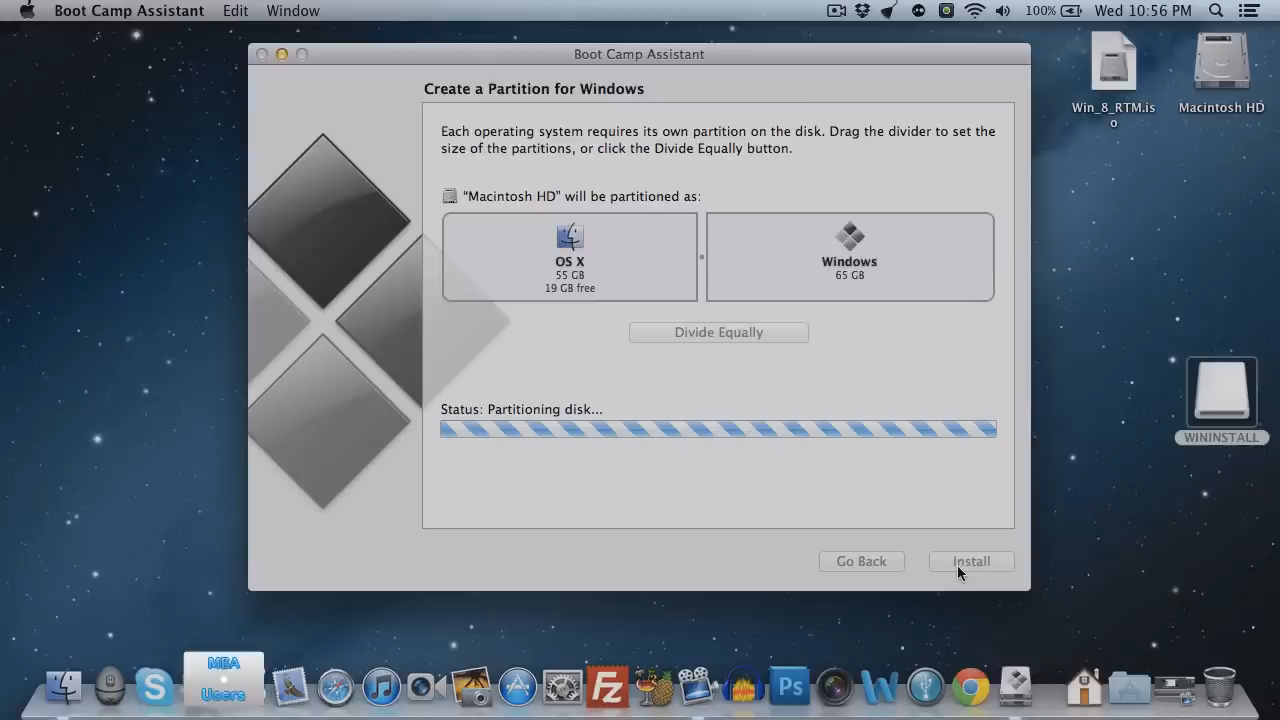 Boot Camp Assistant Edit Window 100% Wed 10:56 PM
Boot Camp Assistant
Create a Partition for Windows
Each operating system requires its own partition on the disk. Drag the divider to set the
size of the partitions, or click the Divide Equally button.
“Macintosh HD” will be partitioned as:
OS X
55 GB
19 GB free
Windows
65 GB
Divide Equally
Status: Partitioning disk...
Go Back Install
Win_8_RTM.is
o
Macintosh HD
WININSTALL
S
MBA
Users
Fz
Ps
W